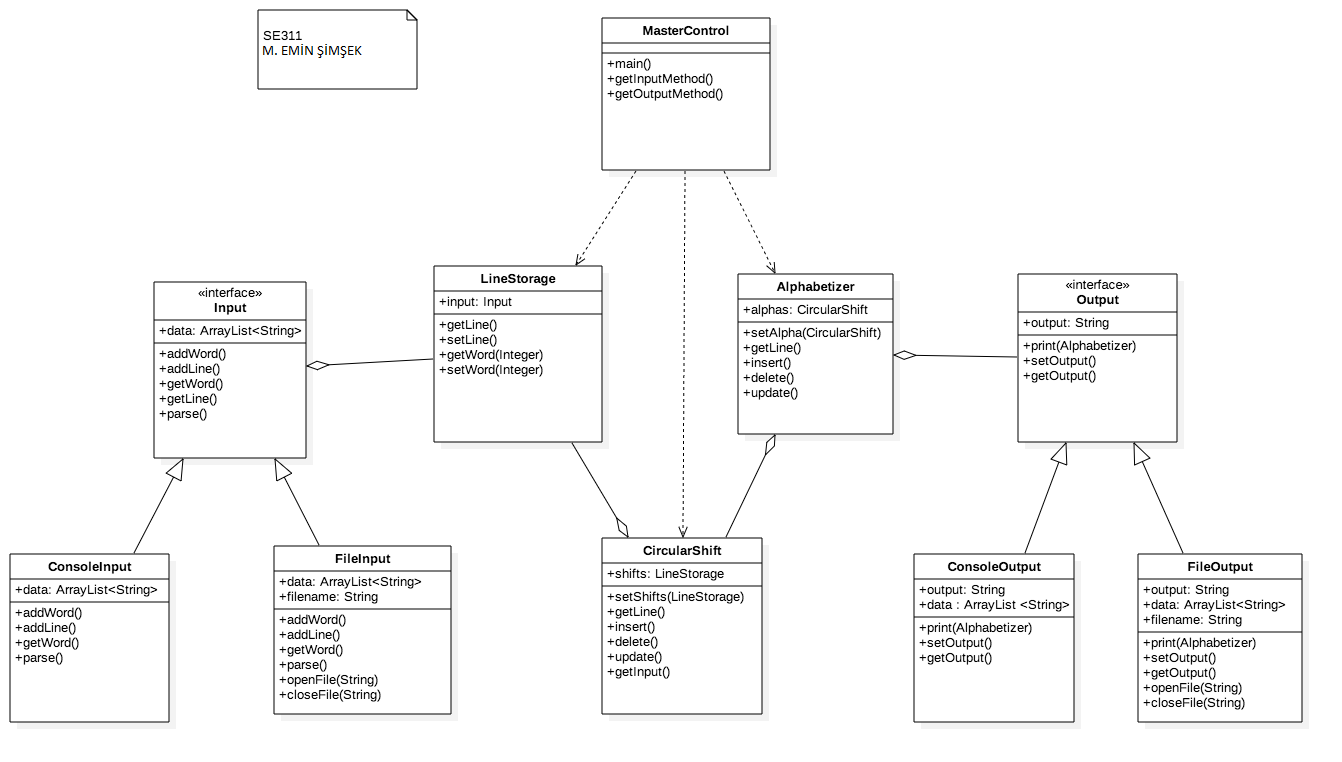 SE311
M. EMİN ŞİMŞEK
MasterControl
+main()
+getInputMethod()
+getOutputMethod()
«interface»
Input
+data: ArrayList<String>
+addWord()
+addLine()
+getWord()
+getLine()
+parse()
LineStorage
+input: Input
+getLine()
+setLine()
+getWord(Integer)
+setWord(Integer)
Alphabetizer
+alphas: CircularShift
+setAlpha(CircularShift)
+getLine()
+insert()
+delete()
+update()
«interface»
Output
+output: String
+print(Alphabetizer)
+setOutput()
+getOutput()
ConsoleInput
+data: ArrayList<String>
+addWord()
+addLine()
+getWord()
+parse()
FileInput
+data: ArrayList<String>
+filename: String
+addWord()
+addLine()
+getWord()
+parse()
+openFile(String)
+closeFile(String)
CircularShift
+shifts: LineStorage
+setShifts(LineStorage)
+getLine()
+insert()
+delete()
+update()
+getInput()
ConsoleOutput
+output: String
+data : ArrayList <String>
+print(Alphabetizer)
+setOutput()
+getOutput()
FileOutput
+output: String
+data: ArrayList<String>
+filename: String
+print(Alphabetizer)
+setOutput()
+getOutput()
+openFile(String)
+closeFile(String)